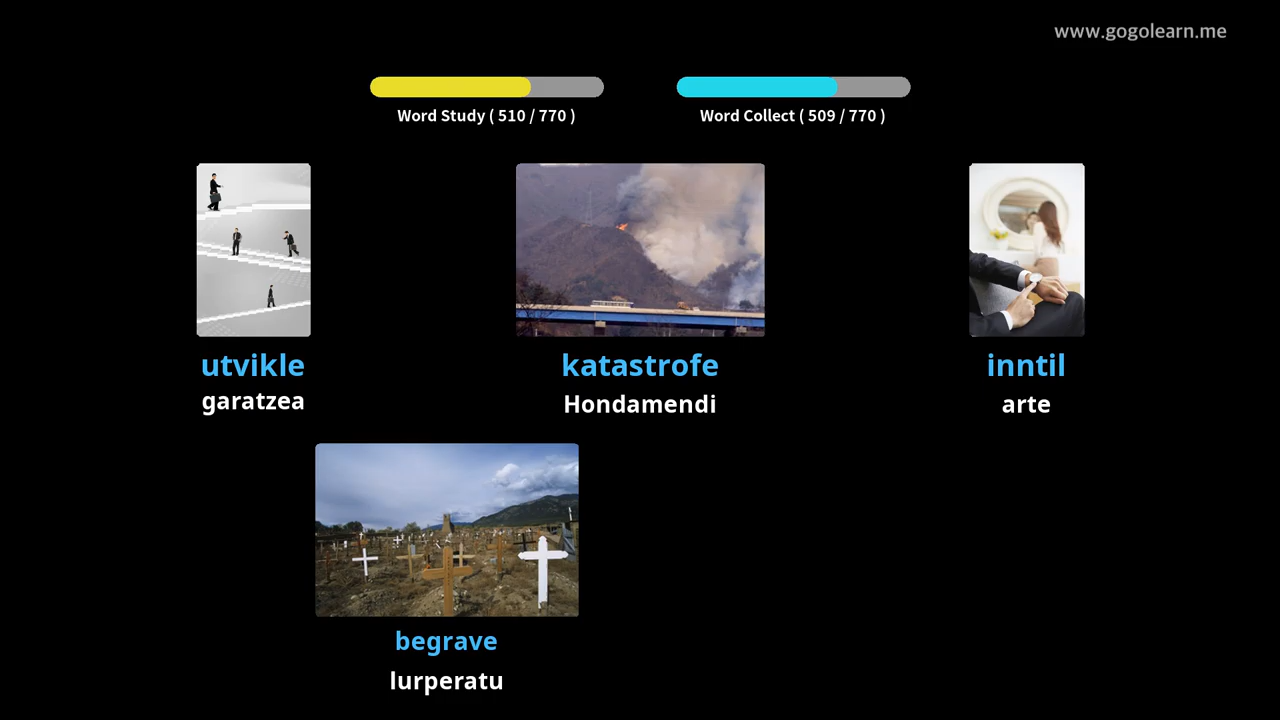 www.gogolearn.me
Word Study ( 510 / 770 )
Word Collect ( 509 / 770 )
utvikle
garatzea
katastrofe
Hondamendi
inntil
arte
begrave
lurperatu